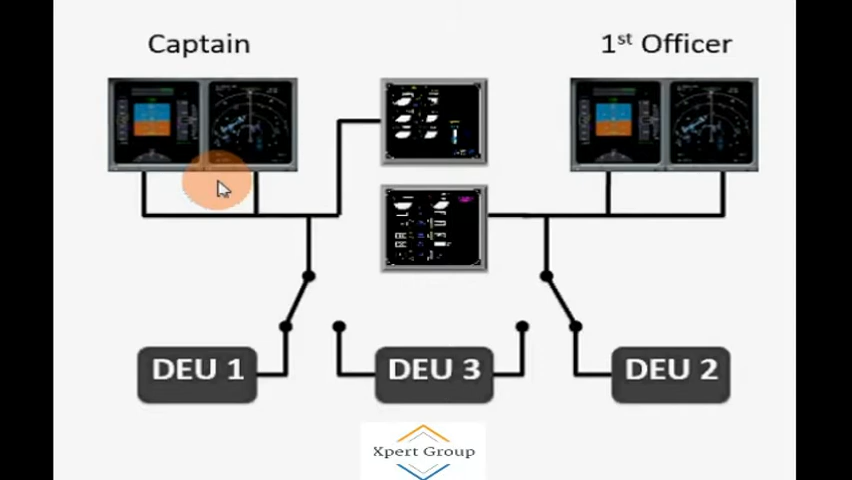 Captain
1st Officer
DEU 1
DEU 3
DEU 2
Xpert Group